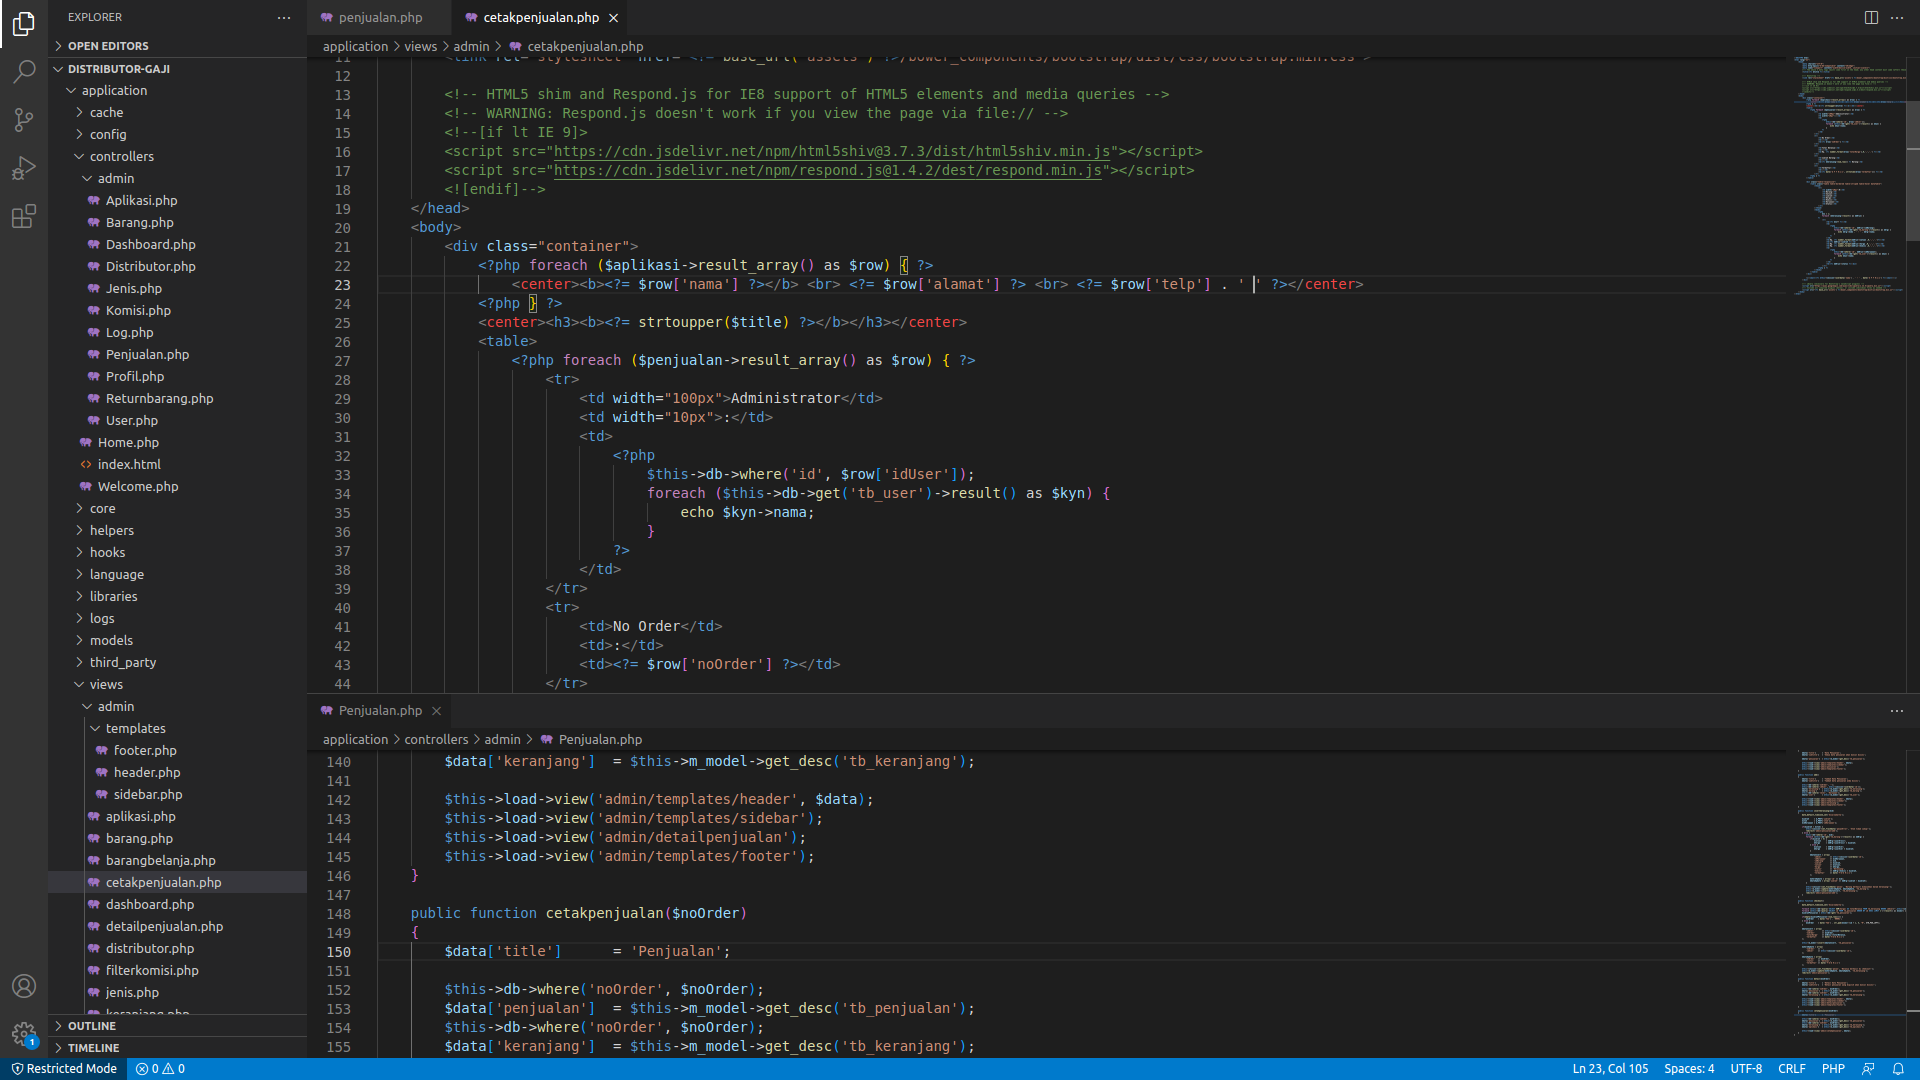 EXPLORER
OPEN EDITORS
DISTRIBUTOR-GAJI
application
cache
config
controllers
admin
Aplikasi.php
Barang.php
Dashboard.php
Distributor.php
Jenis.php
Komisi.php
Log.php
Penjualan.php
Profil.php
Returnbarang.php
User.php
Home.php
index.html
Welcome.php
core
helpers
hooks
language
libraries
logs
models
third_party
views
admin
templates
footer.php
header.php
sidebar.php
aplikasi.php
barang.php
barangbelanja.php
cetakpenjualan.php
dashboard.php
detailpenjualan.php
distributor.php
filterkomisi.php
jenis.php
keranjang.php
OUTLINE
TIMELINE
penjualan.php
cetakpenjualan.php
application > views > admin > cetakpenjualan.php
11 <link rel="stylesheet" href="<?= base_url('assets') ?>/bower_components/bootstrap/dist/css/bootstrap.min.css">
12
13 <!-- HTML5 shim and Respond.js for IE8 support of HTML5 elements and media queries -->
14 <!-- WARNING: Respond.js doesn't work if you view the page via file:// -->
15 <!--[if lt IE 9]>
16 <script src="https://cdn.jsdelivr.net/npm/html5shiv@3.7.3/dist/html5shiv.min.js"></script>
17 <script src="https://cdn.jsdelivr.net/npm/respond.js@1.4.2/dest/respond.min.js"></script>
18 <![endif]-->
19 </head>
20 <body>
21 <div class="container">
22 <?php foreach ($aplikasi->result_array() as $row) { ?>
23 <center><b><?= $row['nama'] ?></b> <br> <?= $row['alamat'] ?> <br> <?= $row['telp'] . ' ' ?></center>
24 <?php } ?>
25 <center><h3><b><?= strtoupper($title) ?></b></h3></center>
26 <table>
27 <?php foreach ($penjualan->result_array() as $row) { ?>
28 <tr>
29 <td width="100px">Administrator</td>
30 <td width="10px">:</td>
31 <td>
32 <?php
33 $this->db->where('id', $row['idUser']);
34 foreach ($this->db->get('tb_user')->result() as $kyn) {
35 echo $kyn->nama;
36 }
37 ?>
38 </td>
39 </tr>
40 <tr>
41 <td>No Order</td>
42 <td>:</td>
43 <td><?= $row['noOrder'] ?></td>
44 </tr>
Penjualan.php
application > controllers > admin > Penjualan.php
140 $data['keranjang'] = $this->m_model->get_desc('tb_keranjang');
141
142 $this->load->view('admin/templates/header', $data);
143 $this->load->view('admin/templates/sidebar');
144 $this->load->view('admin/detailpenjualan');
145 $this->load->view('admin/templates/footer');
146 }
147
148 public function cetakpenjualan($noOrder)
149 {
150 $data['title'] = 'Penjualan';
151
152 $this->db->where('noOrder', $noOrder);
153 $data['penjualan'] = $this->m_model->get_desc('tb_penjualan');
154 $this->db->where('noOrder', $noOrder);
155 $data['keranjang'] = $this->m_model->get_desc('tb_keranjang');
1
Restricted Mode 0 0 Ln 23, Col 105 Spaces: 4 UTF-8 CRLF PHP